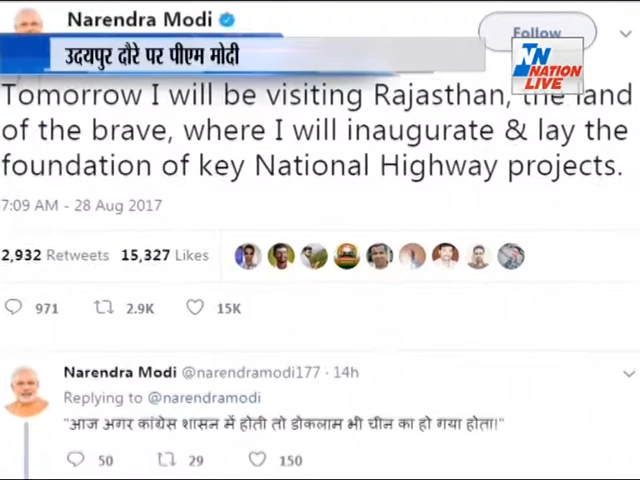 Narendra Modi
Follow
उदयपुर दौरे पर पीएम मोदी
NN
NATION
LIVE
Tomorrow I will be visiting Rajasthan, the land
of the brave, where I will inaugurate & lay the
foundation of key National Highway projects.
7:09 AM - 28 Aug 2017
2,932 Retweets 15,327 Likes
971 2.9K 15K
Narendra Modi @narendramodi177 · 14h
Replying to @narendramodi
"आज अगर कांग्रेस शासन में होती तो डोकलाम भी चीन का हो गया होता!"
50 29 150